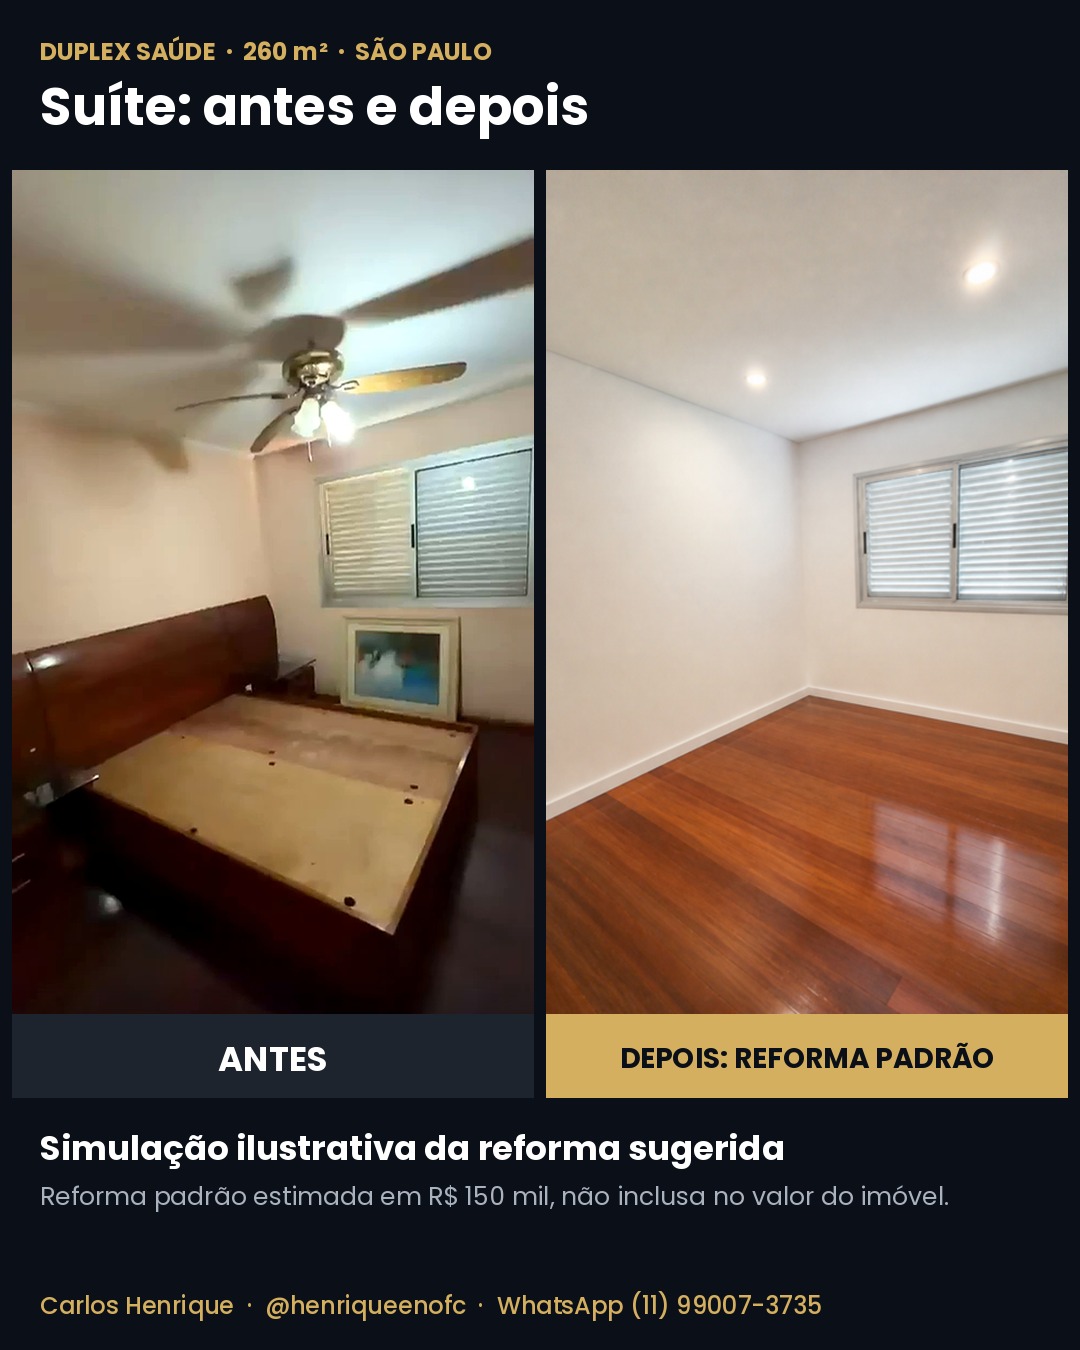 DUPLEX SAÚDE · 260 m² · SÃO PAULO
Suíte: antes e depois
ANTES
DEPOIS: REFORMA PADRÃO
Simulação ilustrativa da reforma sugerida
Reforma padrão estimada em R$ 150 mil, não inclusa no valor do imóvel.
Carlos Henrique · @henriqueenofc · WhatsApp (11) 99007-3735